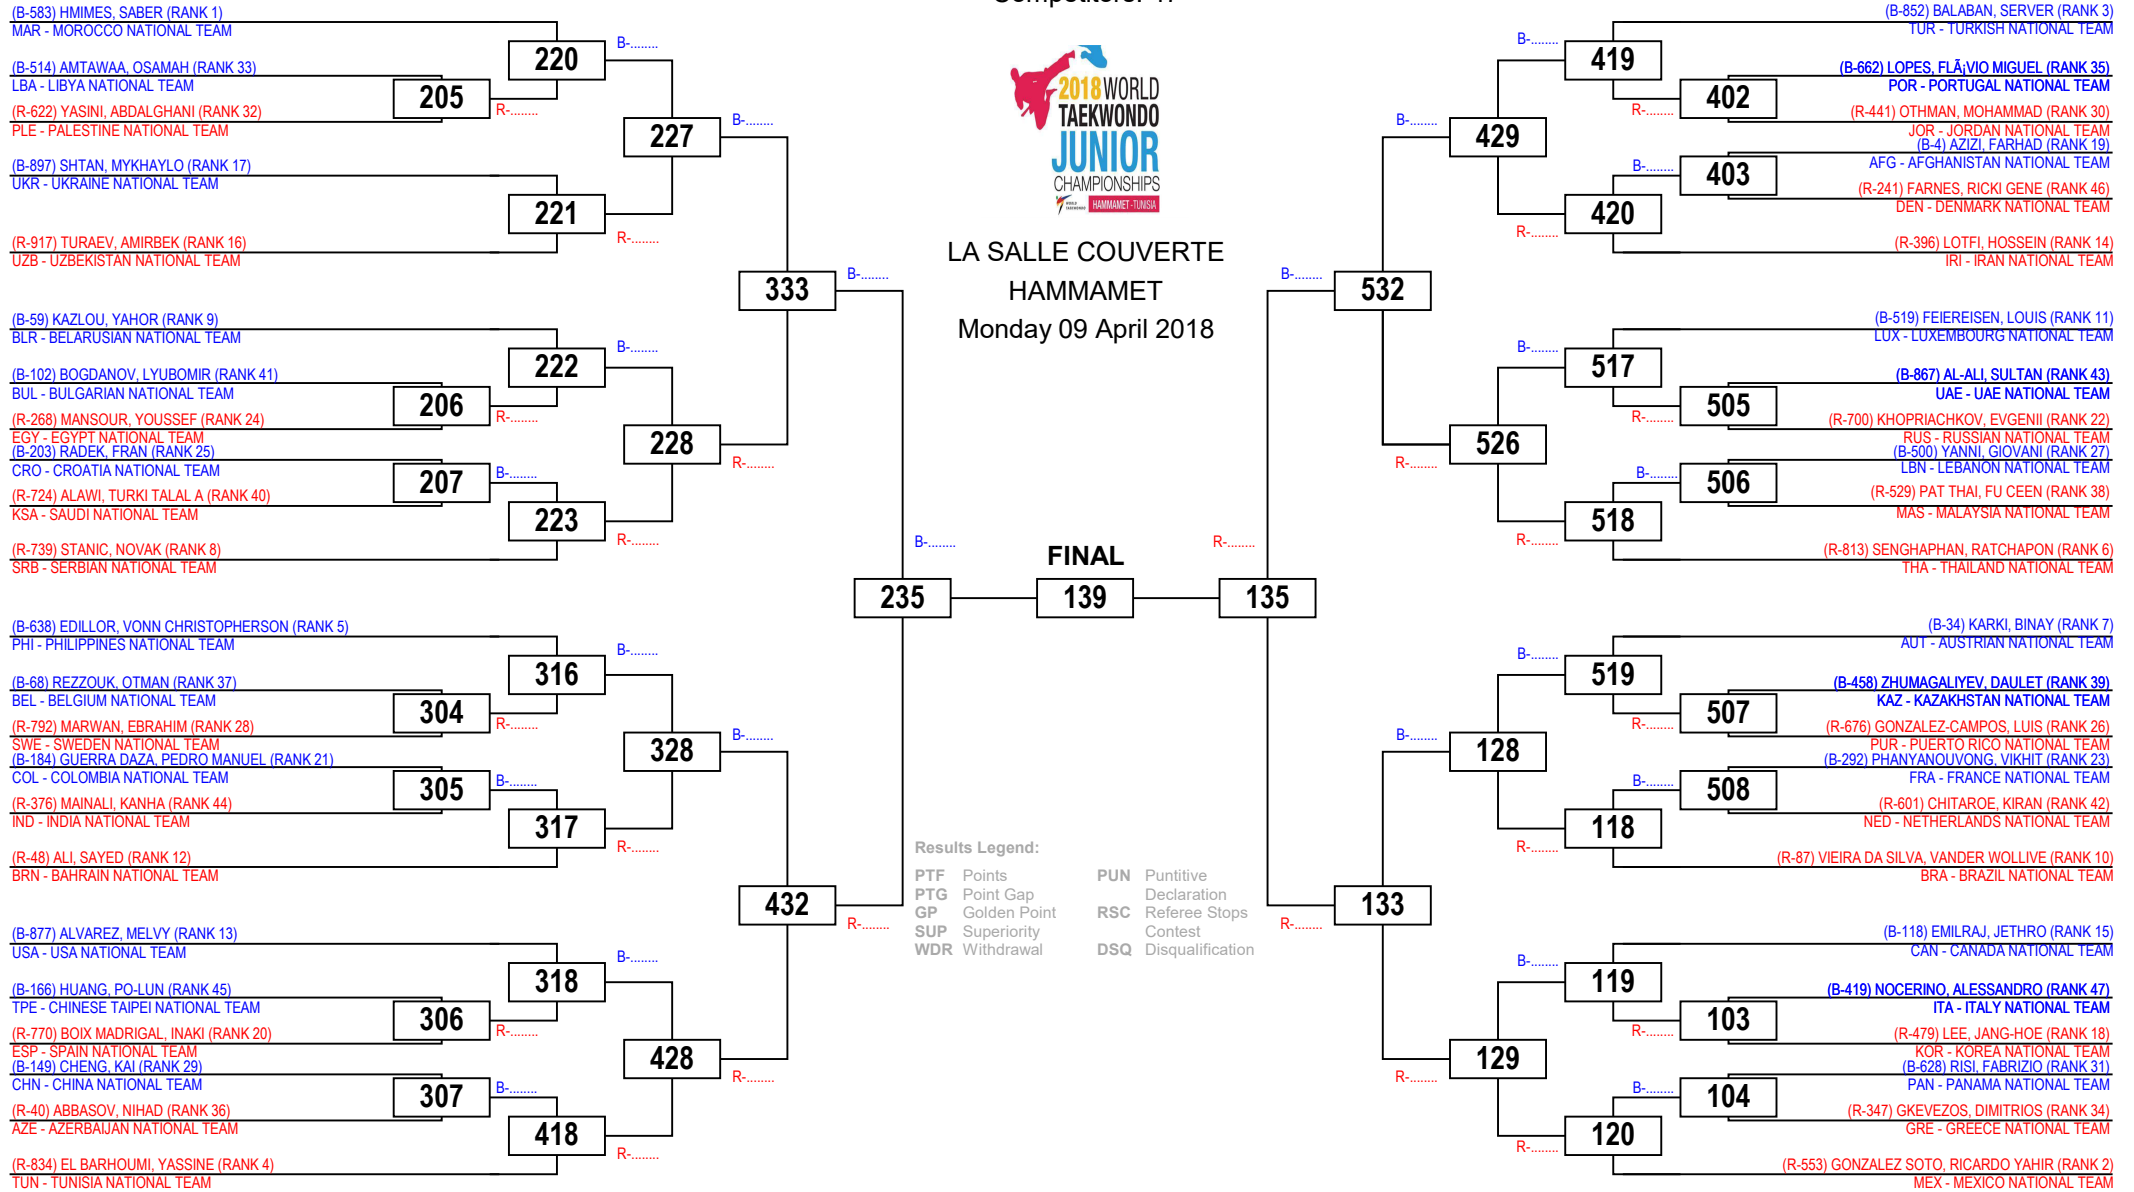 (B-583) HMIMES, SABER (RANK 1)
MAR - MOROCCO NATIONAL TEAM
220
B-........
(B-514) AMTAWAA, OSAMAH (RANK 33)
LBA - LIBYA NATIONAL TEAM
205
R-........
(R-622) YASINI, ABDALGHANI (RANK 32)
PLE - PALESTINE NATIONAL TEAM
227
B-........
(B-897) SHTAN, MYKHAYLO (RANK 17)
UKR - UKRAINE NATIONAL TEAM
221
R-........
(R-917) TURAEV, AMIRBEK (RANK 16)
UZB - UZBEKISTAN NATIONAL TEAM
333
B-........
(B-59) KAZLOU, YAHOR (RANK 9)
BLR - BELARUSIAN NATIONAL TEAM
222
B-........
(B-102) BOGDANOV, LYUBOMIR (RANK 41)
BUL - BULGARIAN NATIONAL TEAM
206
R-........
(R-268) MANSOUR, YOUSSEF (RANK 24)
EGY - EGYPT NATIONAL TEAM
228
R-........
(B-203) RADEK, FRAN (RANK 25)
CRO - CROATIA NATIONAL TEAM
207
B-........
(R-724) ALAWI, TURKI TALAL A (RANK 40)
KSA - SAUDI NATIONAL TEAM
223
R-........
(R-739) STANIC, NOVAK (RANK 8)
SRB - SERBIAN NATIONAL TEAM
B-........
235
(B-638) EDILLOR, VONN CHRISTOPHERSON (RANK 5)
PHI - PHILIPPINES NATIONAL TEAM
316
B-........
(B-68) REZZOUK, OTMAN (RANK 37)
BEL - BELGIUM NATIONAL TEAM
304
R-........
(R-792) MARWAN, EBRAHIM (RANK 28)
SWE - SWEDEN NATIONAL TEAM
328
B-........
(B-184) GUERRA DAZA, PEDRO MANUEL (RANK 21)
COL - COLOMBIA NATIONAL TEAM
305
B-........
(R-376) MAINALI, KANHA (RANK 44)
IND - INDIA NATIONAL TEAM
317
R-........
(R-48) ALI, SAYED (RANK 12)
BRN - BAHRAIN NATIONAL TEAM
432
R-........
(B-877) ALVAREZ, MELVY (RANK 13)
USA - USA NATIONAL TEAM
318
B-........
(B-166) HUANG, PO-LUN (RANK 45)
TPE - CHINESE TAIPEI NATIONAL TEAM
306
R-........
(R-770) BOIX MADRIGAL, INAKI (RANK 20)
ESP - SPAIN NATIONAL TEAM
428
R-........
(B-149) CHENG, KAI (RANK 29)
CHN - CHINA NATIONAL TEAM
307
B-........
(R-40) ABBASOV, NIHAD (RANK 36)
AZE - AZERBAIJAN NATIONAL TEAM
418
R-........
(R-834) EL BARHOUMI, YASSINE (RANK 4)
TUN - TUNISIA NATIONAL TEAM
2018 WORLD
TAEKWONDO
JUNIOR
CHAMPIONSHIPS
HAMMAMET - TUNISIA
LA SALLE COUVERTE
HAMMAMET
Monday 09 April 2018
FINAL
139
Results Legend:
PTF Points
PTG Point Gap
GP Golden Point
SUP Superiority
WDR Withdrawal
PUN Puntitive
Declaration
RSC Referee Stops
Contest
DSQ Disqualification
(B-852) BALABAN, SERVER (RANK 3)
TUR - TURKISH NATIONAL TEAM
B-........
419
(B-662) LOPES, FLÃ¡VIO MIGUEL (RANK 35)
POR - PORTUGAL NATIONAL TEAM
R-........
402
(R-441) OTHMAN, MOHAMMAD (RANK 30)
JOR - JORDAN NATIONAL TEAM
B-........
429
(B-4) AZIZI, FARHAD (RANK 19)
AFG - AFGHANISTAN NATIONAL TEAM
B-........
403
(R-241) FARNES, RICKI GENE (RANK 46)
DEN - DENMARK NATIONAL TEAM
R-........
420
(R-396) LOTFI, HOSSEIN (RANK 14)
IRI - IRAN NATIONAL TEAM
B-........
532
(B-519) FEIEREISEN, LOUIS (RANK 11)
LUX - LUXEMBOURG NATIONAL TEAM
B-........
517
(B-867) AL-ALI, SULTAN (RANK 43)
UAE - UAE NATIONAL TEAM
R-........
505
(R-700) KHOPRIACHKOV, EVGENII (RANK 22)
RUS - RUSSIAN NATIONAL TEAM
R-........
526
(B-500) YANNI, GIOVANI (RANK 27)
LBN - LEBANON NATIONAL TEAM
B-........
506
(R-529) PAT THAI, FU CEEN (RANK 38)
MAS - MALAYSIA NATIONAL TEAM
R-........
518
(R-813) SENGHAPHAN, RATCHAPON (RANK 6)
THA - THAILAND NATIONAL TEAM
R-........
135
(B-34) KARKI, BINAY (RANK 7)
AUT - AUSTRIAN NATIONAL TEAM
B-........
519
(B-458) ZHUMAGALIYEV, DAULET (RANK 39)
KAZ - KAZAKHSTAN NATIONAL TEAM
R-........
507
(R-676) GONZALEZ-CAMPOS, LUIS (RANK 26)
PUR - PUERTO RICO NATIONAL TEAM
B-........
128
(B-292) PHANYANOUVONG, VIKHIT (RANK 23)
FRA - FRANCE NATIONAL TEAM
B-........
508
(R-601) CHITAROE, KIRAN (RANK 42)
NED - NETHERLANDS NATIONAL TEAM
R-........
118
(R-87) VIEIRA DA SILVA, VANDER WOLLIVE (RANK 10)
BRA - BRAZIL NATIONAL TEAM
R-........
133
(B-118) EMILRAJ, JETHRO (RANK 15)
CAN - CANADA NATIONAL TEAM
B-........
119
(B-419) NOCERINO, ALESSANDRO (RANK 47)
ITA - ITALY NATIONAL TEAM
R-........
103
(R-479) LEE, JANG-HOE (RANK 18)
KOR - KOREA NATIONAL TEAM
R-........
129
(B-628) RISI, FABRIZIO (RANK 31)
PAN - PANAMA NATIONAL TEAM
B-........
104
(R-347) GKEVEZOS, DIMITRIOS (RANK 34)
GRE - GREECE NATIONAL TEAM
R-........
120
(R-553) GONZALEZ SOTO, RICARDO YAHIR (RANK 2)
MEX - MEXICO NATIONAL TEAM